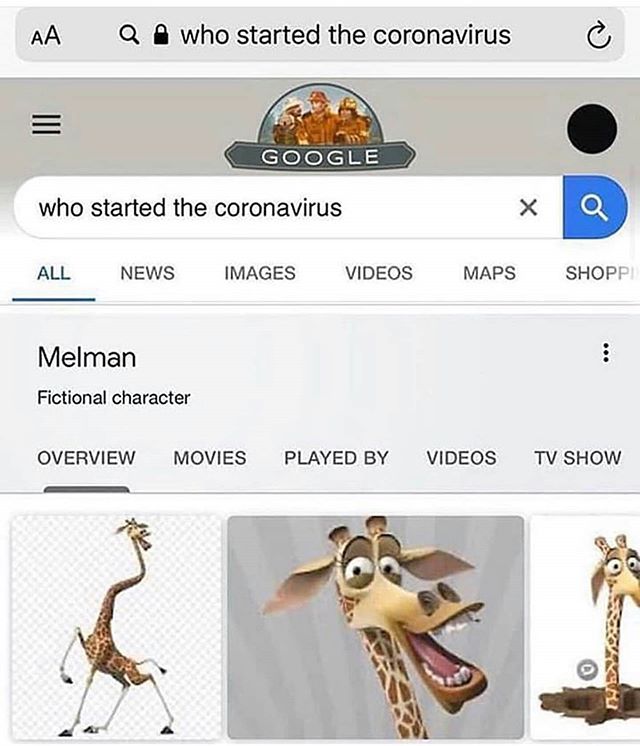 AA who started the coronavirus
GOOGLE
who started the coronavirus
ALL NEWS IMAGES VIDEOS MAPS SHOPPI
Melman
Fictional character
OVERVIEW MOVIES PLAYED BY VIDEOS TV SHOW